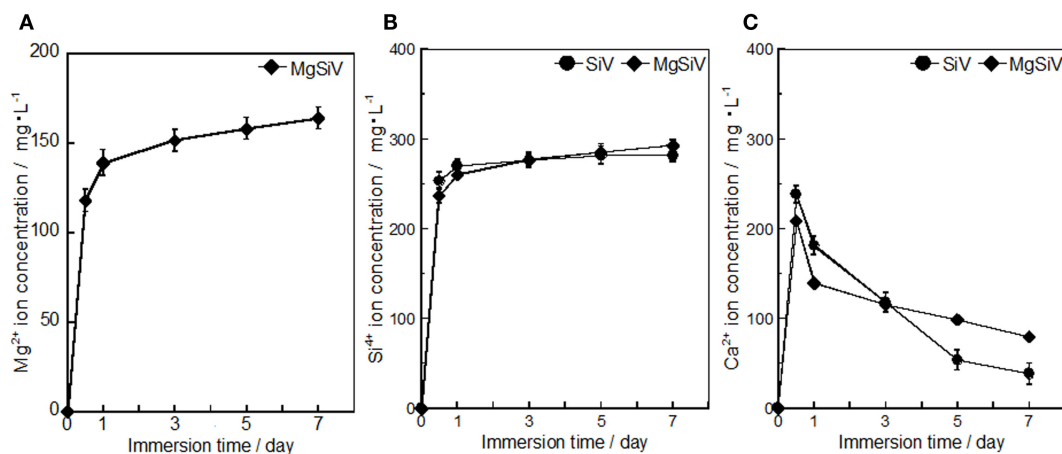 A
200
150
100
50
0
Mg²⁺ ion concentration / mg・L⁻¹
MgSiV
0 1 3 5 7
Immersion time / day
B
400
300
200
100
0
Si⁴⁺ ion concentration / mg・L⁻¹
SiV MgSiV
0 1 3 5 7
Immersion time / day
C
400
300
200
100
0
Ca²⁺ ion concentration / mg・L⁻¹
SiV MgSiV
0 1 3 5 7
Immersion time / day